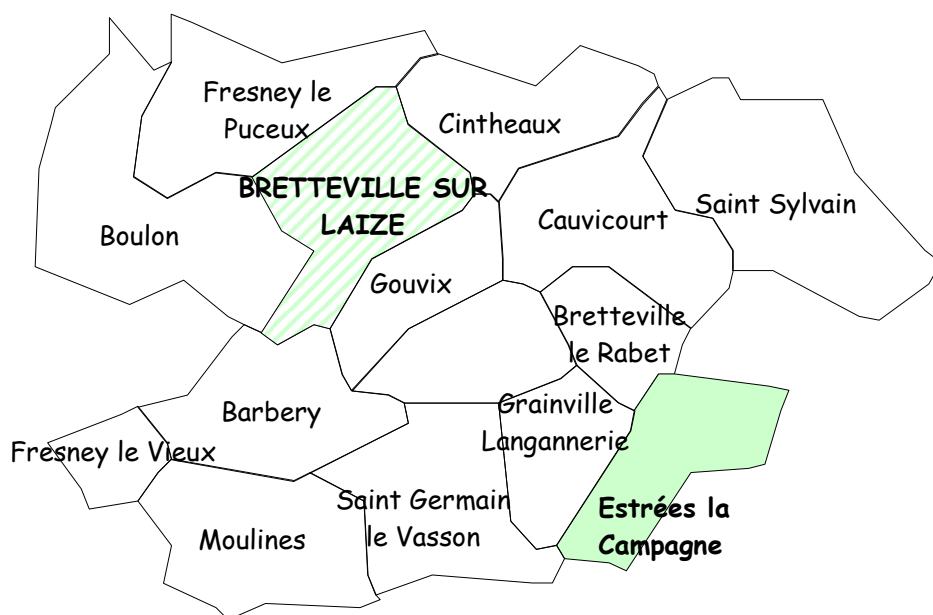 Fresney le
Puceux
Cintheaux
BRETTEVILLE SUR
LAIZE
Saint Sylvain
Cauvicourt
Boulon
Gouvix
Bretteville
le Rabet
Barbery
Grainville
Langannerie
Fresney le Vieux
Saint Germain
le Vasson
Estrées la
Campagne
Moulines